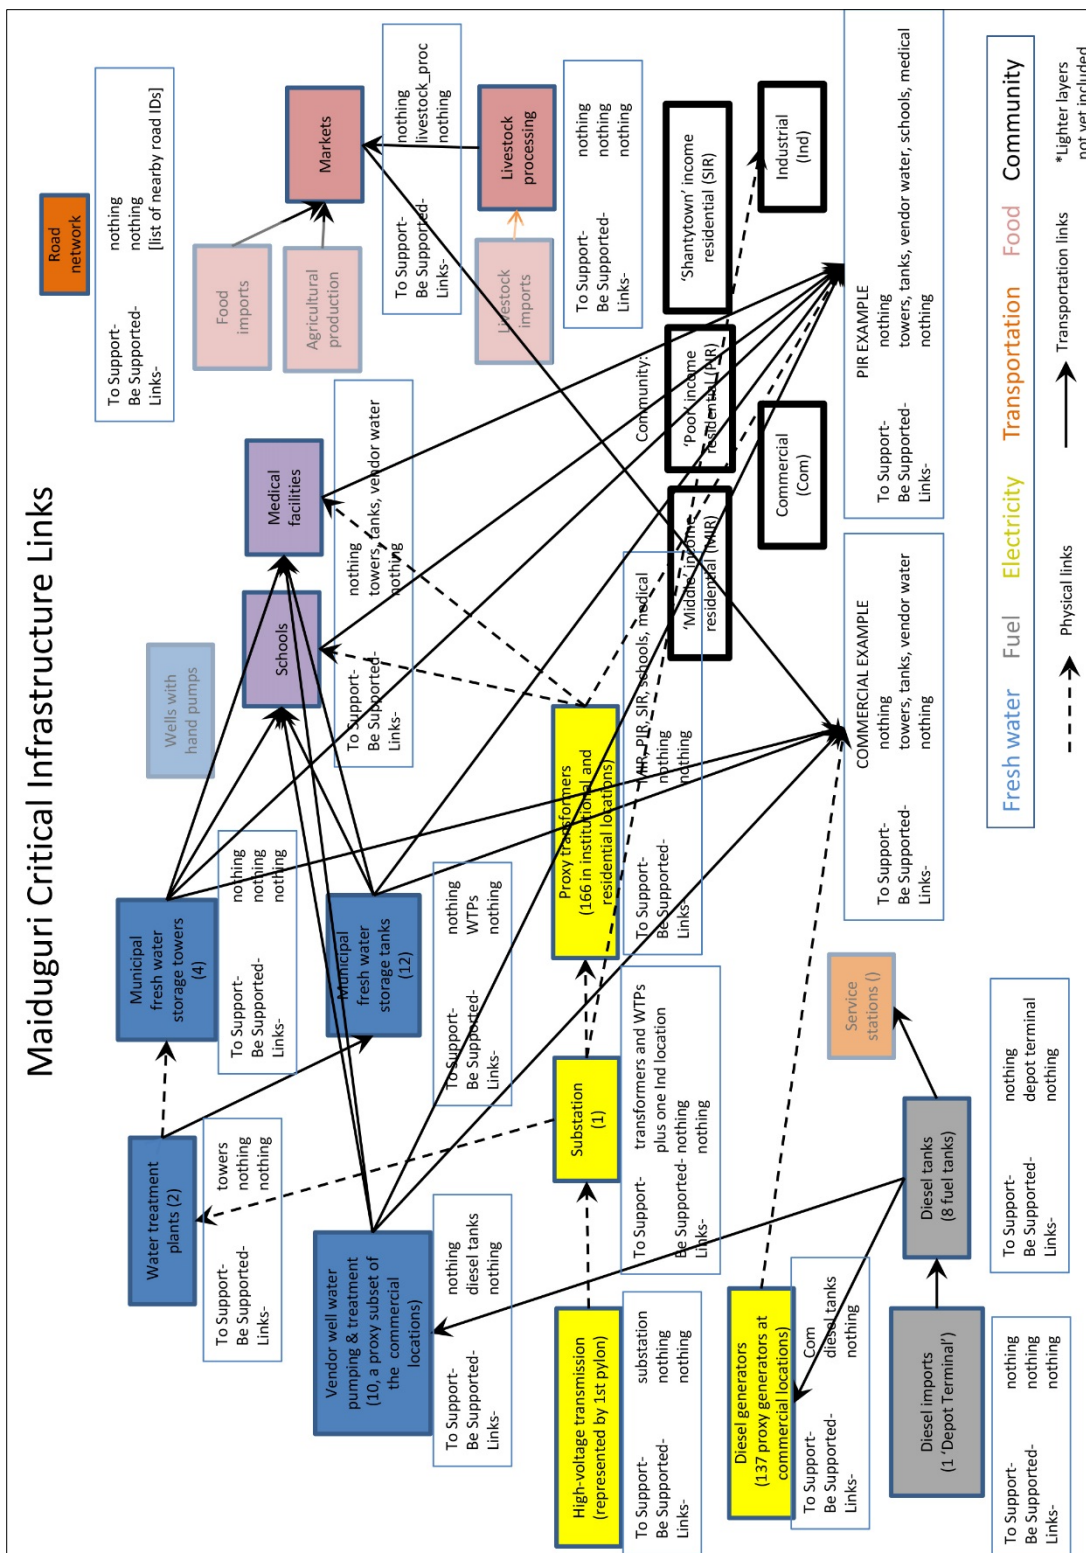 Maiduguri Critical Infrastructure Links
Water treatment
plants (2)
To Support-
Be Supported-
Links-
towers
nothing
nothing
Municipal
fresh water
storage towers
(4)
To Support-
Be Supported-
Links-
nothing
nothing
nothing
Wells with
hand pumps
Road
network
To Support-
Be Supported-
Links-
nothing
nothing
[list of nearby road IDs]
Vendor well water
pumping & treatment
(10, a proxy subset of
the commercial
locations)
To Support-
Be Supported-
Links-
nothing
diesel tanks
nothing
Municipal
fresh water
storage tanks
(12)
To Support-
Be Supported-
Links-
nothing
WTPs
nothing
Schools
Medical
facilities
To Support-
Be Supported-
Links-
nothing
towers, tanks, vendor water
nothing
Food
imports
Agricultural
production
Markets
To Support-
Be Supported-
Links-
nothing
livestock_proc
nothing
Livestock
imports
Livestock
processing
To Support-
Be Supported-
Links-
nothing
nothing
nothing
High-voltage transmission
(represented by 1st pylon)
To Support-
Be Supported-
Links-
substation
nothing
nothing
Substation
(1)
To Support-
Be Supported-
Links-
transformers and WTPs
plus one Ind location
nothing
nothing
Proxy transformers
(166 in institutional and
residential locations)
To Support-
Be Supported-
Links-
MIR, PIR, SIR, schools, medical
nothing
nothing
Community:
'Middle' income
residential (MIR)
'Poor' income
residential (PIR)
'Shantytown' income
residential (SIR)
Commercial
(Com)
Industrial
(Ind)
Diesel generators
(137 proxy generators at
commercial locations)
To Support-
Be Supported-
Links-
Com
diesel tanks
nothing
Diesel imports
(1 'Depot Terminal')
To Support-
Be Supported-
Links-
nothing
nothing
nothing
Diesel tanks
(8 fuel tanks)
To Support-
Be Supported-
Links-
nothing
depot terminal
nothing
Service
stations ()
COMMERCIAL EXAMPLE
To Support-
Be Supported-
Links-
nothing
towers, tanks, vendor water
nothing
PIR EXAMPLE
To Support-
Be Supported-
Links-
nothing
towers, tanks, vendor water, schools, medical
nothing
Fresh water Fuel Electricity Transportation Food Community
Physical links
Transportation links
*Lighter layers
not yet included